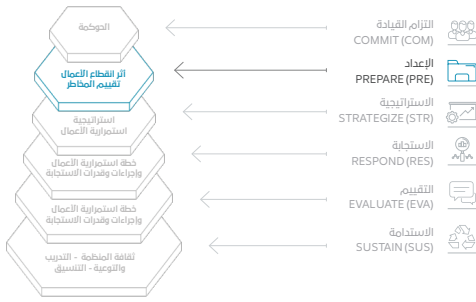 الحوكمة
التزام القيادة
COMMIT (COM)
أثر انقطاع الأعمال
تقييم المخاطر
الإعداد
PREPARE (PRE)
استراتيجية
استمرارية الأعمال
الاستراتيجية
STRATEGIZE (STR)
خطة استمرارية الأعمال
وإجراءات وقدرات الاستجابة
الاستجابة
RESPOND (RES)
خطة استمرارية الأعمال
وإجراءات وقدرات الاستجابة
التقييم
EVALUATE (EVA)
ثقافة المنظمة - التدريب
والتوعية - التنسيق
الاستدامة
SUSTAIN (SUS)